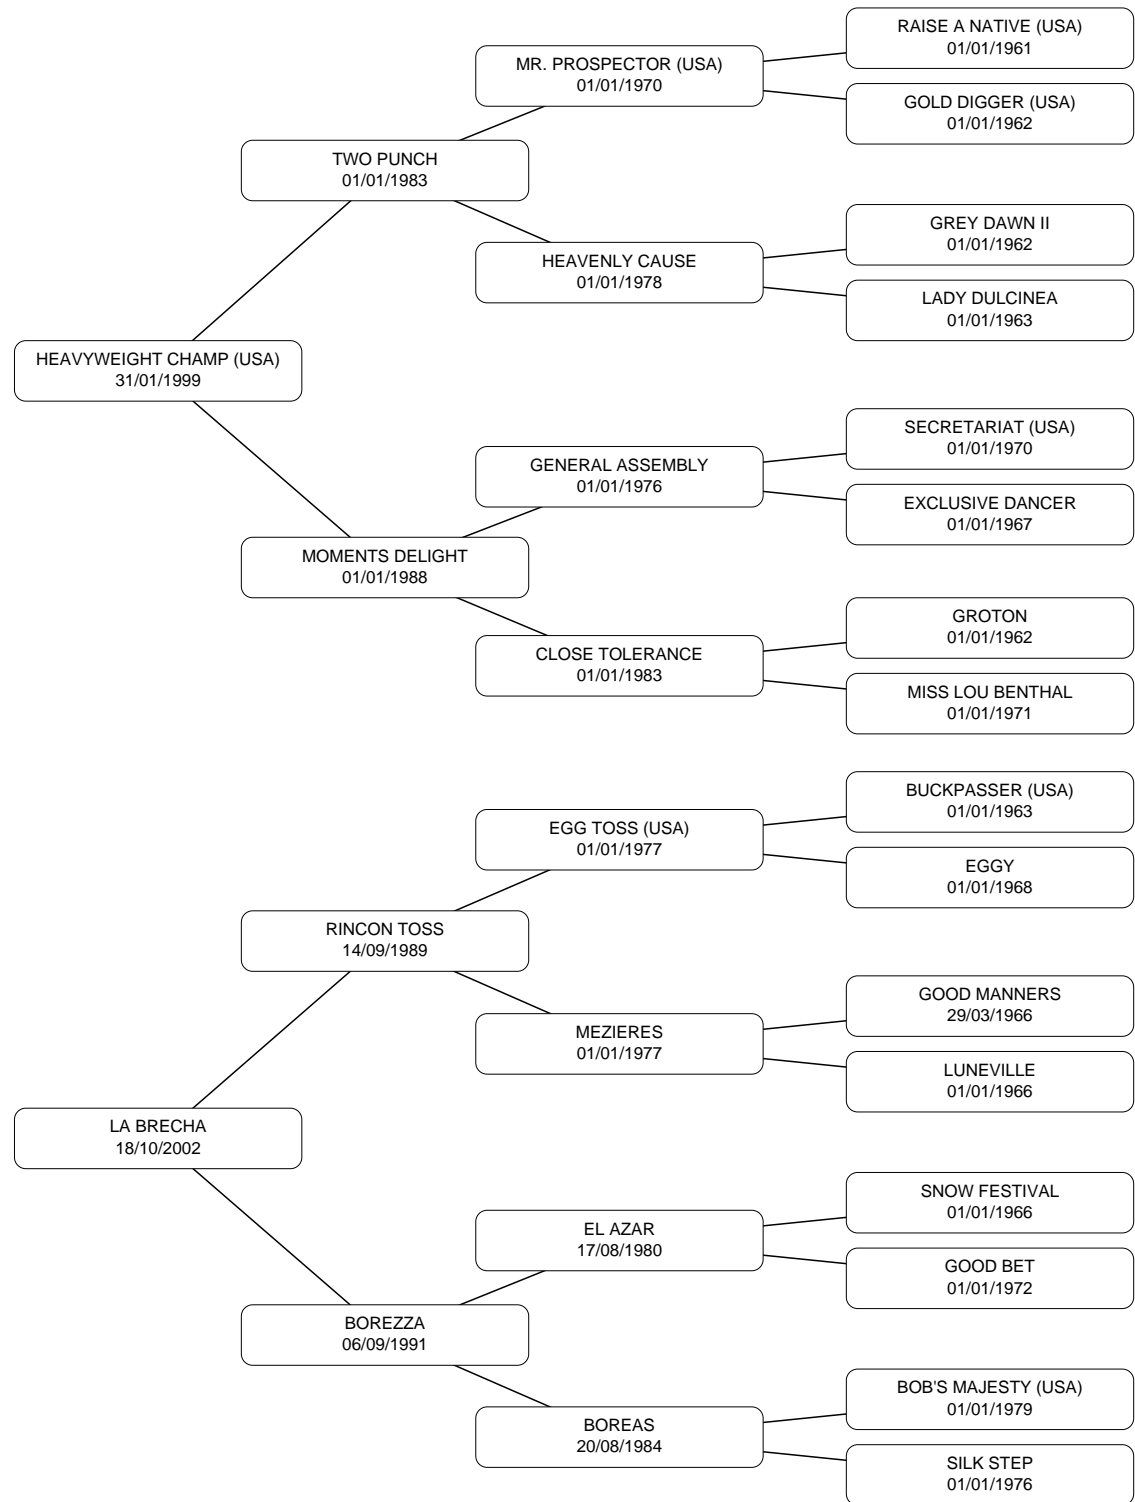 RAISE A NATIVE (USA)
01/01/1961
MR. PROSPECTOR (USA)
01/01/1970
GOLD DIGGER (USA)
01/01/1962
TWO PUNCH
01/01/1983
GREY DAWN II
01/01/1962
HEAVENLY CAUSE
01/01/1978
LADY DULCINEA
01/01/1963
HEAVYWEIGHT CHAMP (USA)
31/01/1999
SECRETARIAT (USA)
01/01/1970
GENERAL ASSEMBLY
01/01/1976
EXCLUSIVE DANCER
01/01/1967
MOMENTS DELIGHT
01/01/1988
GROTON
01/01/1962
CLOSE TOLERANCE
01/01/1983
MISS LOU BENTHAL
01/01/1971
BUCKPASSER (USA)
01/01/1963
EGG TOSS (USA)
01/01/1977
EGGY
01/01/1968
RINCON TOSS
14/09/1989
GOOD MANNERS
29/03/1966
MEZIERES
01/01/1977
LUNEVILLE
01/01/1966
LA BRECHA
18/10/2002
SNOW FESTIVAL
01/01/1966
EL AZAR
17/08/1980
GOOD BET
01/01/1972
BOREZZA
06/09/1991
BOB'S MAJESTY (USA)
01/01/1979
BOREAS
20/08/1984
SILK STEP
01/01/1976